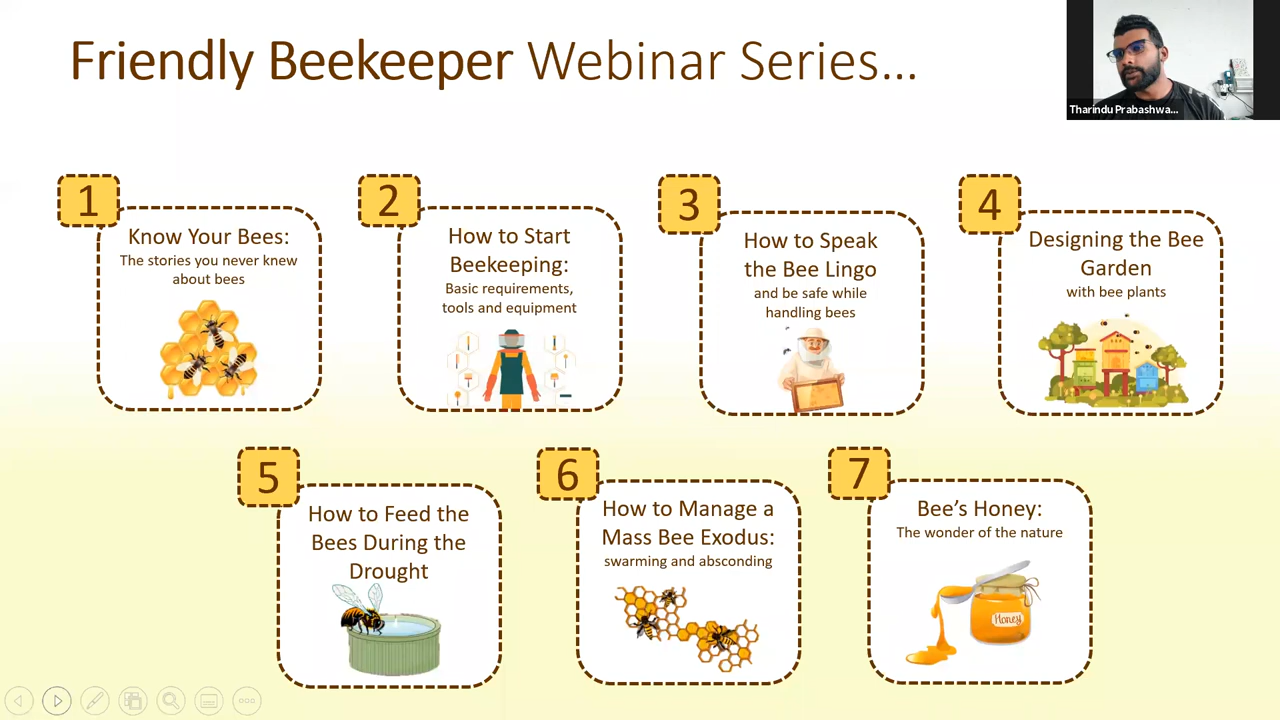 Friendly Beekeeper Webinar Series...
Tharindu Prabashwa...
1
Know Your Bees:
The stories you never knew
about bees
2
How to Start
Beekeeping:
Basic requirements,
tools and equipment
3
How to Speak
the Bee Lingo
and be safe while
handling bees
4
Designing the Bee
Garden
with bee plants
5
How to Feed the
Bees During the
Drought
6
How to Manage a
Mass Bee Exodus:
swarming and absconding
7
Bee’s Honey:
The wonder of the nature
Honey